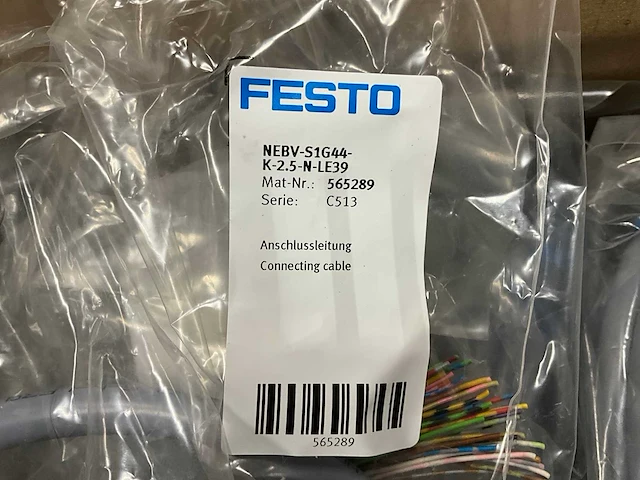 FESTO
NEBV-S1G44-
K-2.5-N-LE39
Mat-Nr.: 565289
Serie: C513
Anschlussleitung
Connecting cable
565289